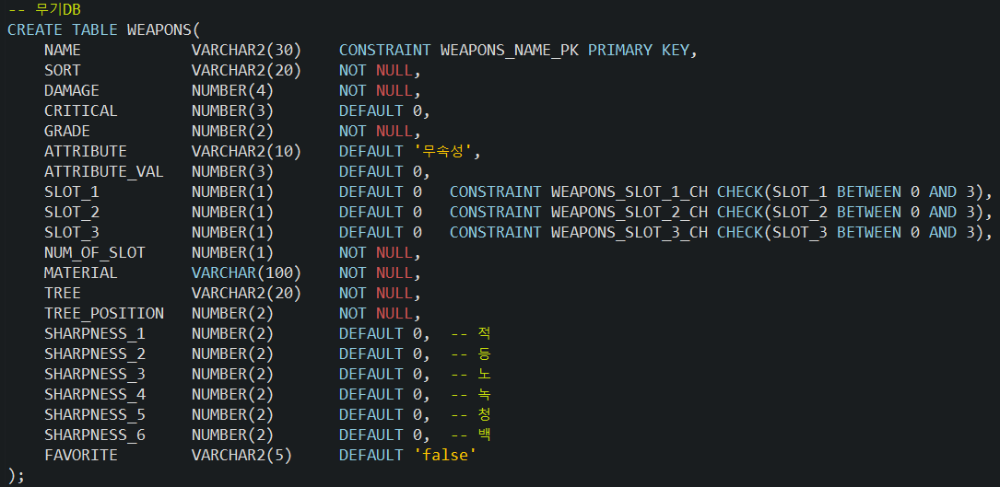 -- 무기DB
CREATE TABLE WEAPONS(
    NAME            VARCHAR2(30)    CONSTRAINT WEAPONS_NAME_PK PRIMARY KEY,
    SORT            VARCHAR2(20)    NOT NULL,
    DAMAGE          NUMBER(4)       NOT NULL,
    CRITICAL        NUMBER(3)       DEFAULT 0,
    GRADE           NUMBER(2)       NOT NULL,
    ATTRIBUTE       VARCHAR2(10)    DEFAULT '무속성',
    ATTRIBUTE_VAL   NUMBER(3)       DEFAULT 0,
    SLOT_1          NUMBER(1)       DEFAULT 0   CONSTRAINT WEAPONS_SLOT_1_CH CHECK(SLOT_1 BETWEEN 0 AND 3),
    SLOT_2          NUMBER(1)       DEFAULT 0   CONSTRAINT WEAPONS_SLOT_2_CH CHECK(SLOT_2 BETWEEN 0 AND 3),
    SLOT_3          NUMBER(1)       DEFAULT 0   CONSTRAINT WEAPONS_SLOT_3_CH CHECK(SLOT_3 BETWEEN 0 AND 3),
    NUM_OF_SLOT     NUMBER(1)       NOT NULL,
    MATERIAL        VARCHAR(100)    NOT NULL,
    TREE            VARCHAR2(20)    NOT NULL,
    TREE_POSITION   NUMBER(2)       NOT NULL,
    SHARPNESS_1     NUMBER(2)       DEFAULT 0,  -- 적
    SHARPNESS_2     NUMBER(2)       DEFAULT 0,  -- 등
    SHARPNESS_3     NUMBER(2)       DEFAULT 0,  -- 노
    SHARPNESS_4     NUMBER(2)       DEFAULT 0,  -- 녹
    SHARPNESS_5     NUMBER(2)       DEFAULT 0,  -- 청
    SHARPNESS_6     NUMBER(2)       DEFAULT 0,  -- 백
    FAVORITE        VARCHAR2(5)     DEFAULT 'false'
);